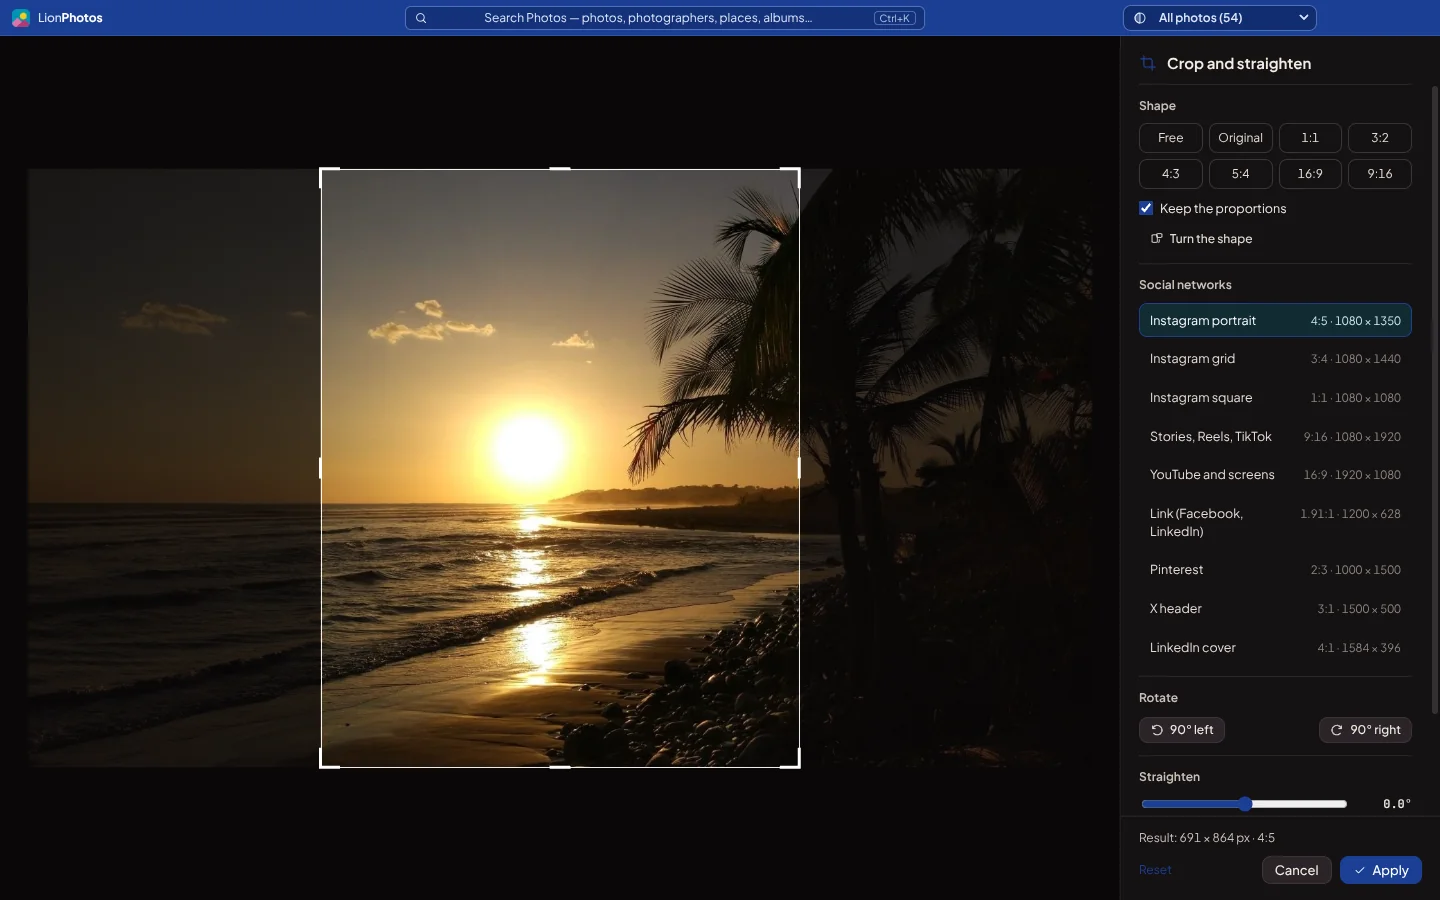 LionPhotos
Search Photos — photos, photographers, places, albums...
Ctrl+K
All photos (54)
Crop and straighten
Shape
Free
Original
1:1
3:2
4:3
5:4
16:9
9:16
Keep the proportions
Turn the shape
Social networks
Instagram portrait 4:5 · 1080 × 1350
Instagram grid 3:4 · 1080 × 1440
Instagram square 1:1 · 1080 × 1080
Stories, Reels, TikTok 9:16 · 1080 × 1920
YouTube and screens 16:9 · 1920 × 1080
Link (Facebook, 1.91:1 · 1200 × 628
LinkedIn)
Pinterest 2:3 · 1000 × 1500
X header 3:1 · 1500 × 500
LinkedIn cover 4:1 · 1584 × 396
Rotate
90° left
90° right
Straighten
0.0°
Result: 691 × 864 px · 4:5
Reset
Cancel
Apply